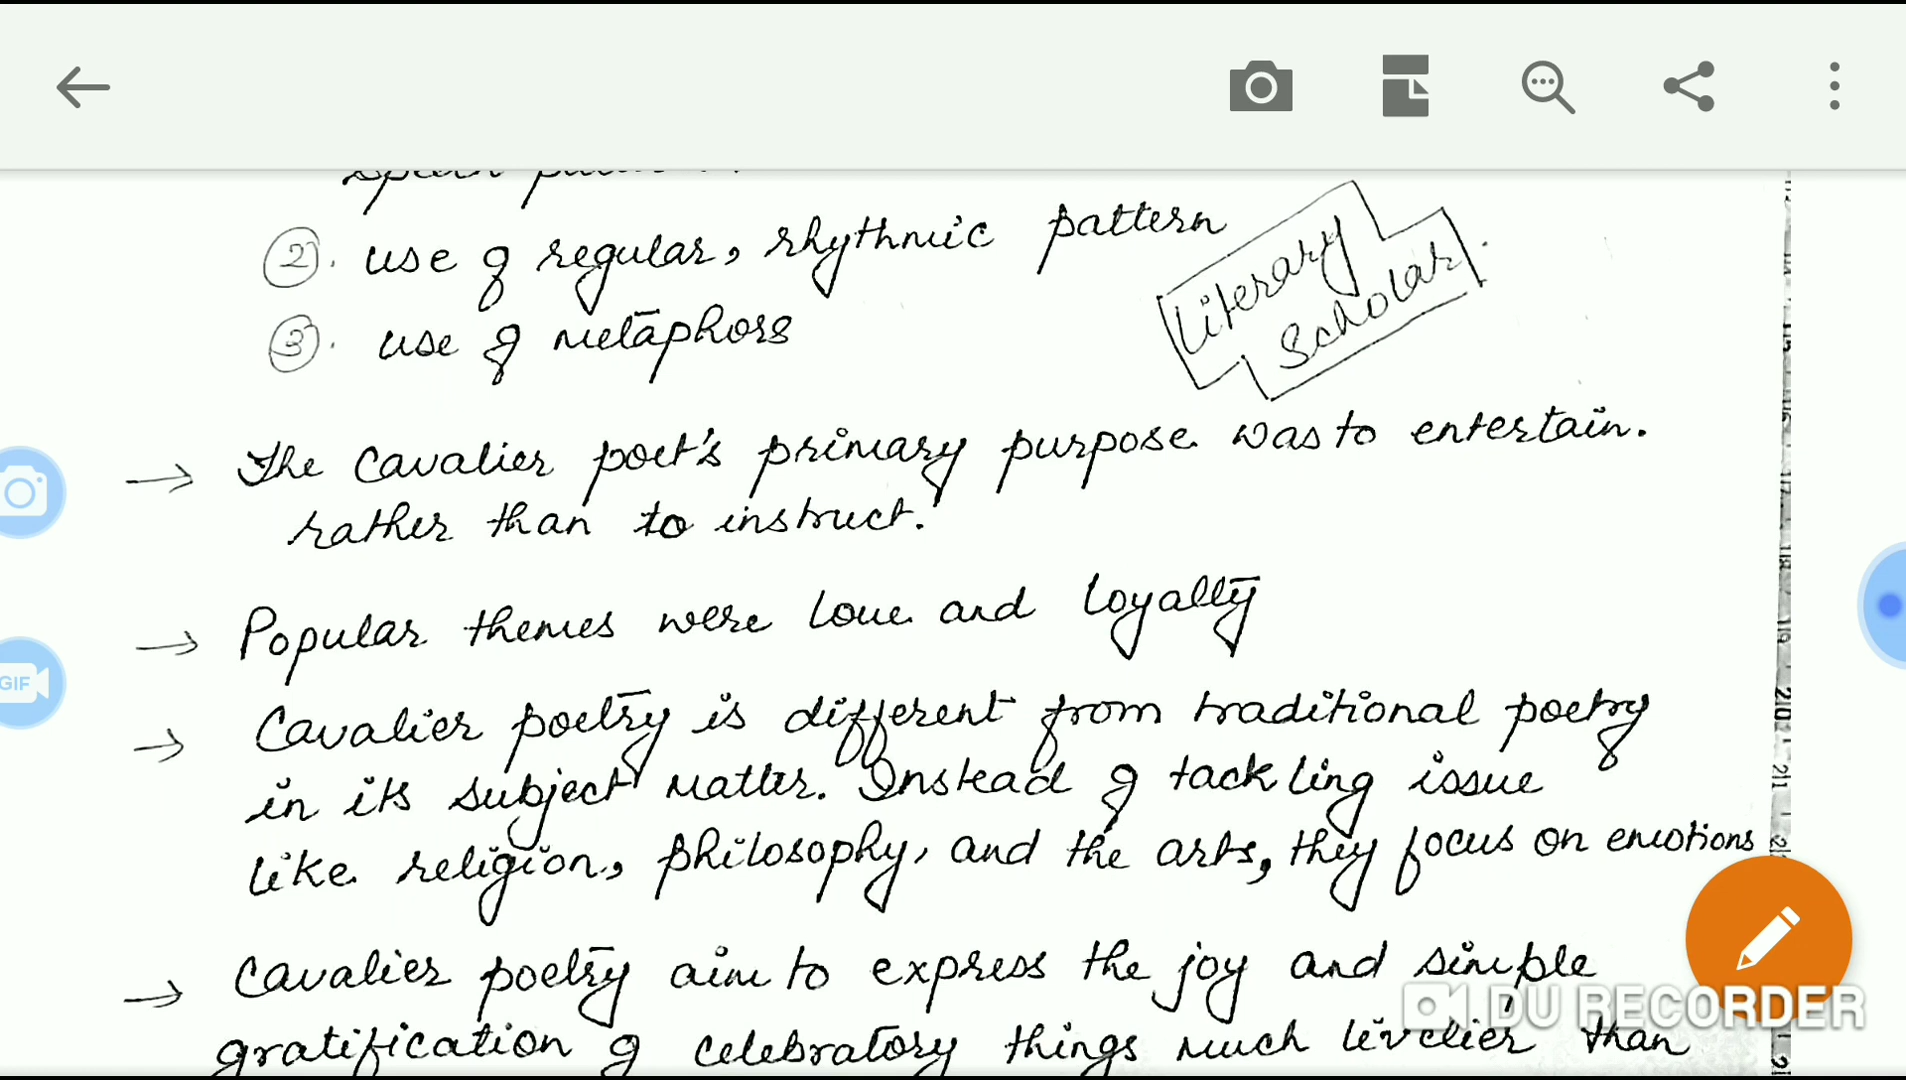 ②. use of regular, rhythmic pattern
Literary
Scholar
③. use of metaphors
→ The Cavalier poet's primary purpose was to entertain.
rather than to instruct.
→ Popular themes were love and loyalty
→ Cavalier poetry is different from traditional poetry
in its subject matter. Instead of tackling issue
like religion, philosophy, and the arts, they focus on emotions
→ Cavalier poetry aim to express the joy and simple
gratification of celebratory things much levelier than
GIF
DU RECORDER